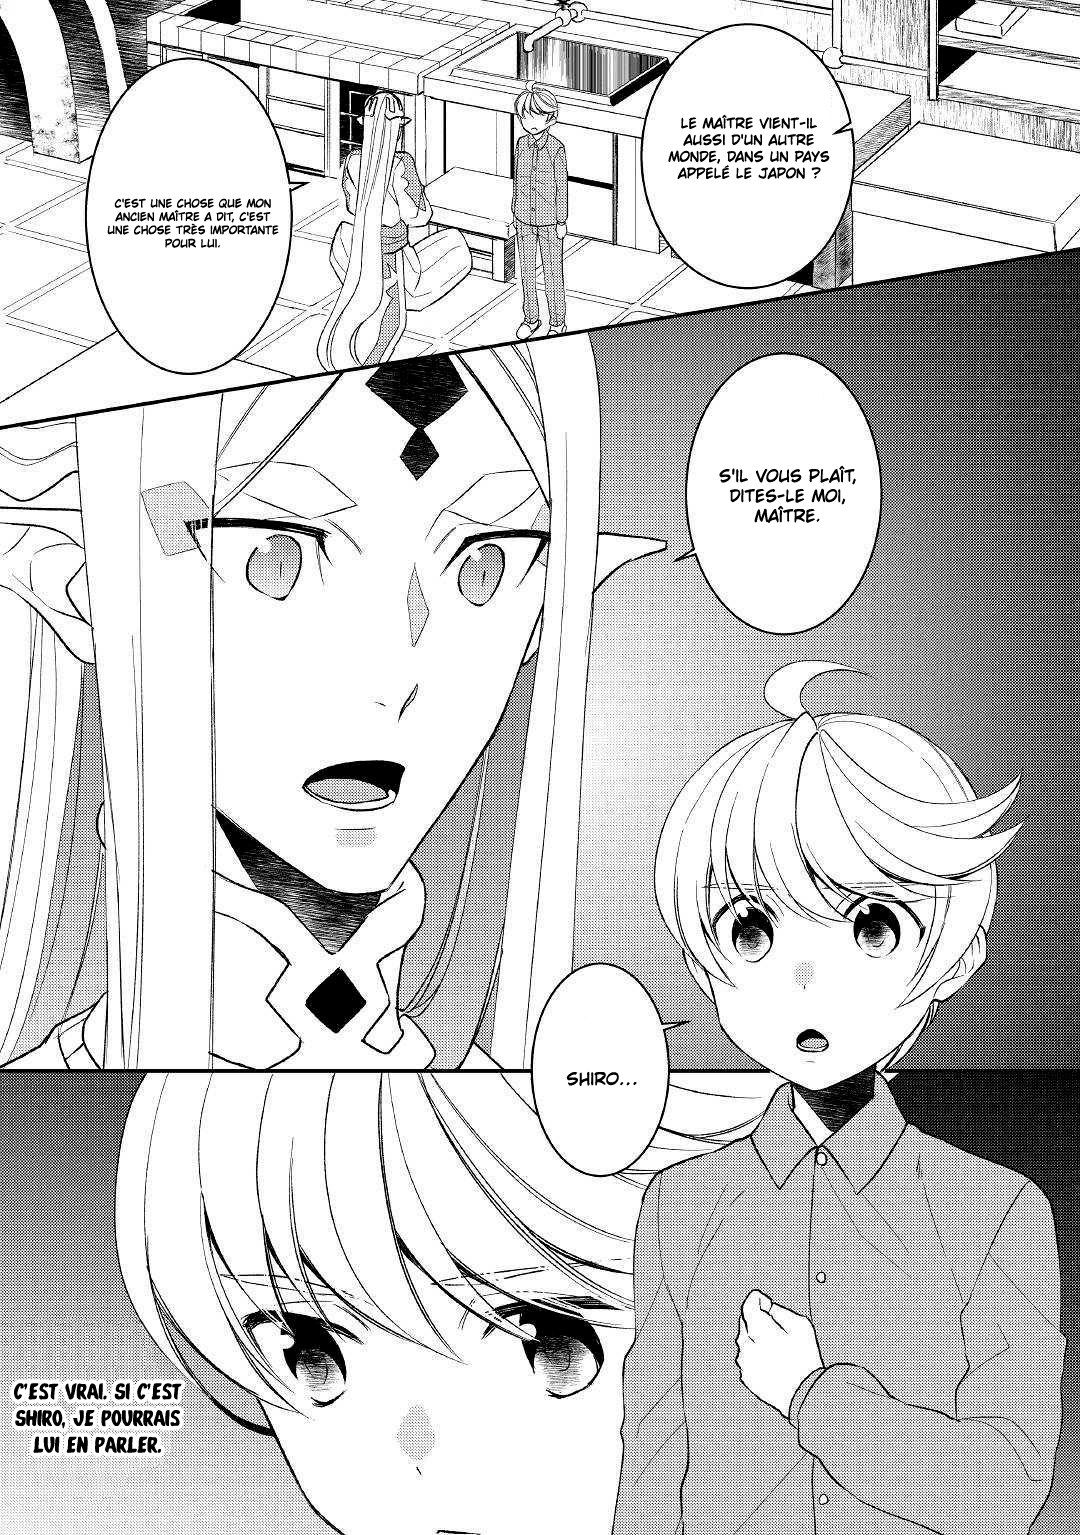 LE MAÎTRE VIENT-IL
AUSSI D'UN AUTRE
MONDE, DANS UN PAYS
APPELÉ LE JAPON ?
C'EST UNE CHOSE QUE MON
ANCIEN MAÎTRE A DIT, C'EST
UNE CHOSE TRÈS IMPORTANTE
POUR LUI.
S'IL VOUS PLAÎT,
DITES-LE MOI,
MAÎTRE.
SHIRO...
C'EST VRAI. SI C'EST
SHIRO, JE POURRAIS
LUI EN PARLER.